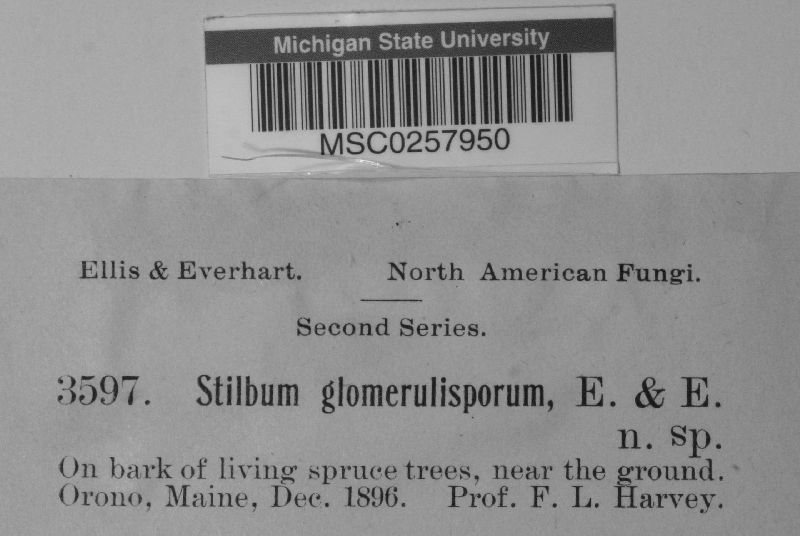 Michigan State University
MSC0257950
Ellis & Everhart. North American Fungi.
Second Series.
3597. Stilbum glomerulisporum, E. & E.
n. sp.
On bark of living spruce trees, near the ground.
Orono, Maine, Dec. 1896. Prof. F. L. Harvey.